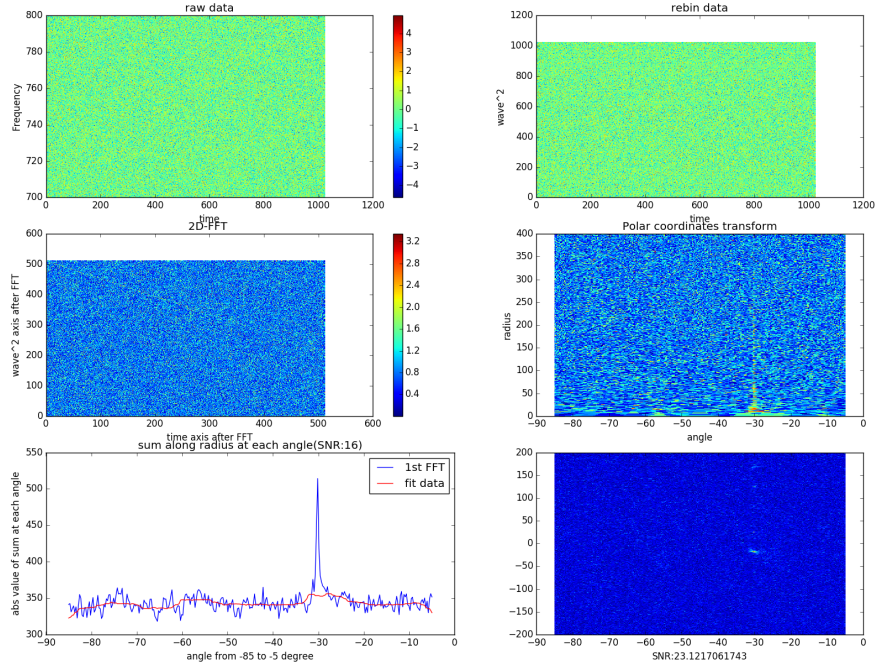 raw data
Frequency
800
780
760
740
720
700
0 200 400 600 800 1000 1200
time
4
3
2
1
0
−1
−2
−3
−4
rebin data
wave^2
1200
1000
800
600
400
200
0
0 200 400 600 800 1000 1200
time
2D-FFT
wave^2 axis after FFT
600
500
400
300
200
100
0
0 100 200 300 400 500 600
time axis after FFT
3.2
2.8
2.4
2.0
1.6
1.2
0.8
0.4
Polar coordinates transform
radius
400
350
300
250
200
150
100
50
0
−90 −80 −70 −60 −50 −40 −30 −20 −10 0
angle
sum along radius at each angle(SNR:16)
abs value of sum at each angle
550
500
450
400
350
300
1st FFT
fit data
−90 −80 −70 −60 −50 −40 −30 −20 −10 0
angle from -85 to -5 degree
200
150
100
50
0
−50
−100
−150
−200
−90 −80 −70 −60 −50 −40 −30 −20 −10 0
SNR:23.1217061743